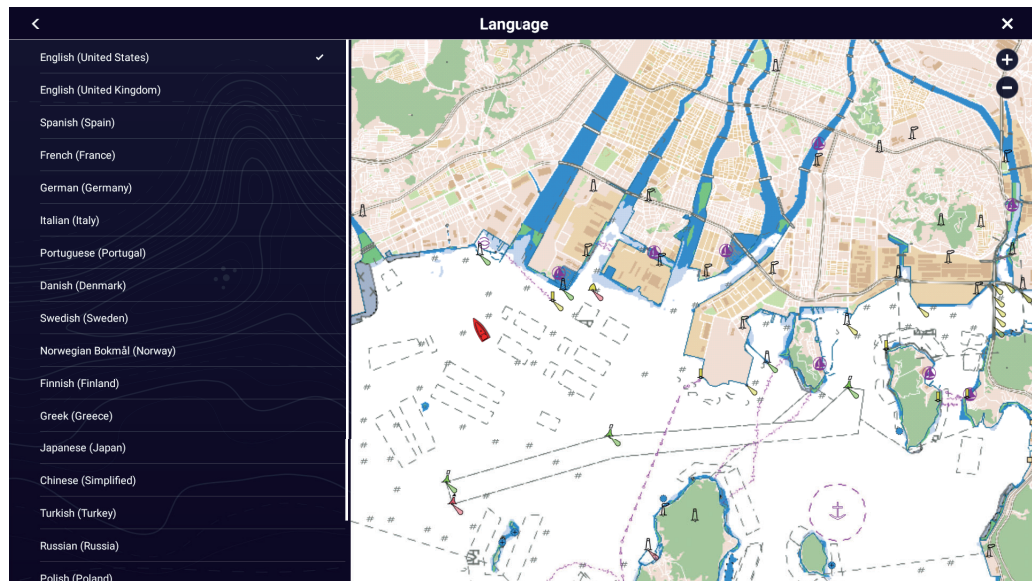 Language
English (United States)
English (United Kingdom)
Spanish (Spain)
French (France)
German (Germany)
Italian (Italy)
Portuguese (Portugal)
Danish (Denmark)
Swedish (Sweden)
Norwegian Bokmål (Norway)
Finnish (Finland)
Greek (Greece)
Japanese (Japan)
Chinese (Simplified)
Turkish (Turkey)
Russian (Russia)
Polish (Poland)